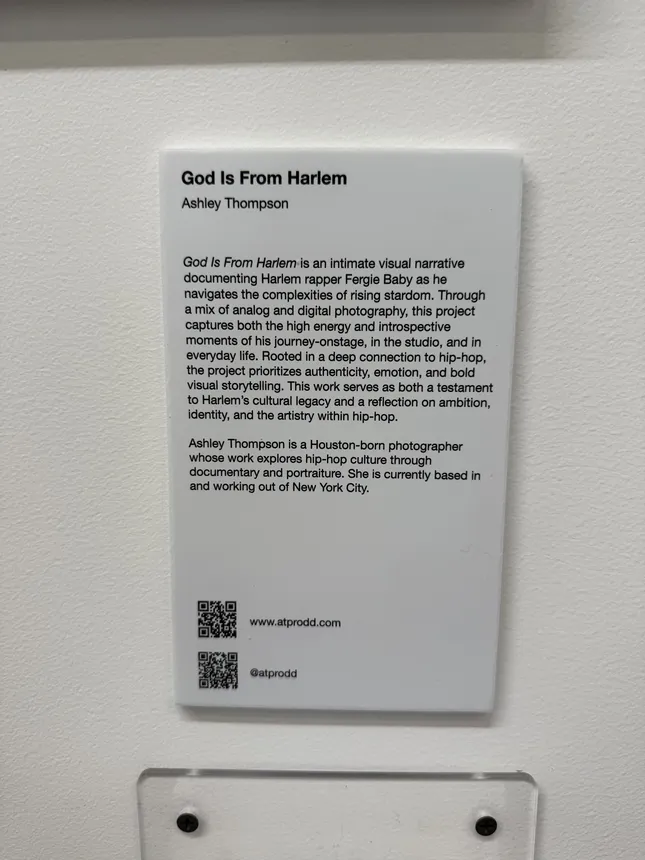 God Is From Harlem
Ashley Thompson
God Is From Harlem is an intimate visual narrative
documenting Harlem rapper Fergie Baby as he
navigates the complexities of rising stardom. Through
a mix of analog and digital photography, this project
captures both the high energy and introspective
moments of his journey-onstage, in the studio, and in
everyday life. Rooted in a deep connection to hip-hop,
the project prioritizes authenticity, emotion, and bold
visual storytelling. This work serves as both a testament
to Harlem's cultural legacy and a reflection on ambition,
identity, and the artistry within hip-hop.
Ashley Thompson is a Houston-born photographer
whose work explores hip-hop culture through
documentary and portraiture. She is currently based in
and working out of New York City.
www.atprodd.com
@atprodd